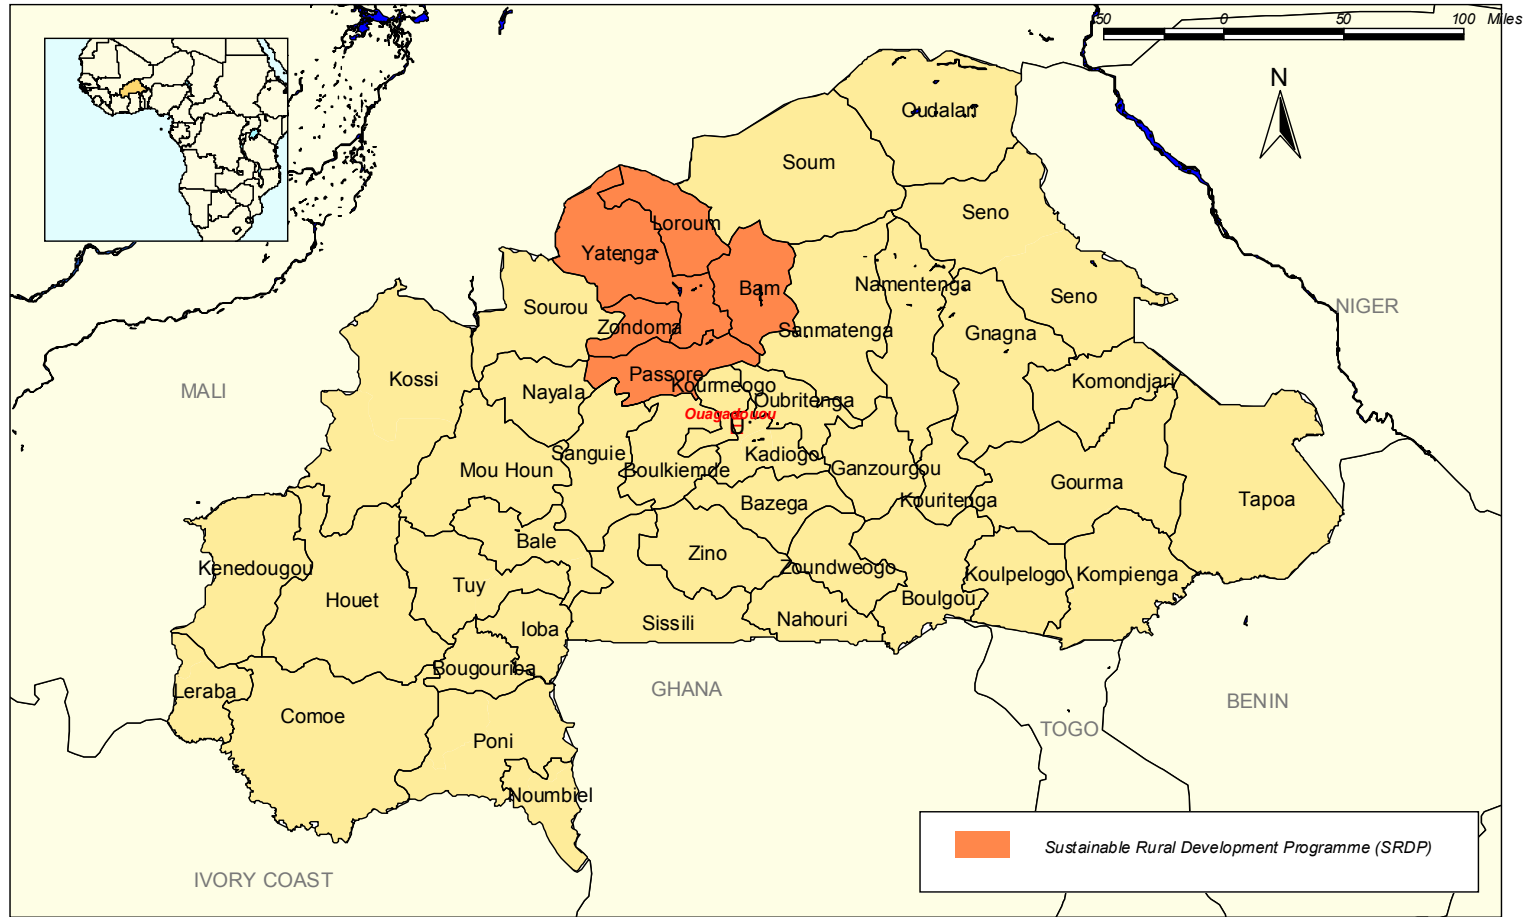 50 0 50 100 Miles
N
Oudalan
Soum
Seno
Loroum
Yatenga
Bam
Namentenga
Seno
Sourou
NIGER
Zondoma
Sanmatenga
Gnagna
Passore
Kossi
Komondjari
MALI
Kourmeogo
Nayala
Oubritenga
Ouagadouou
Sanguie
Kadiogo
Mou Houn
Boulkiemde
Ganzourgou
Gourma
Bazega
Kouritenga
Tapoa
Bale
Zino
Kenedougou
Zoundweogo
Koulpelogo
Kompienga
Tuy
Houet
Boulgou
Nahouri
Sissili
Ioba
Bougouriba
Leraba
GHANA
BENIN
Comoe
TOGO
Poni
Noumbiel
Sustainable Rural Development Programme (SRDP)
IVORY COAST